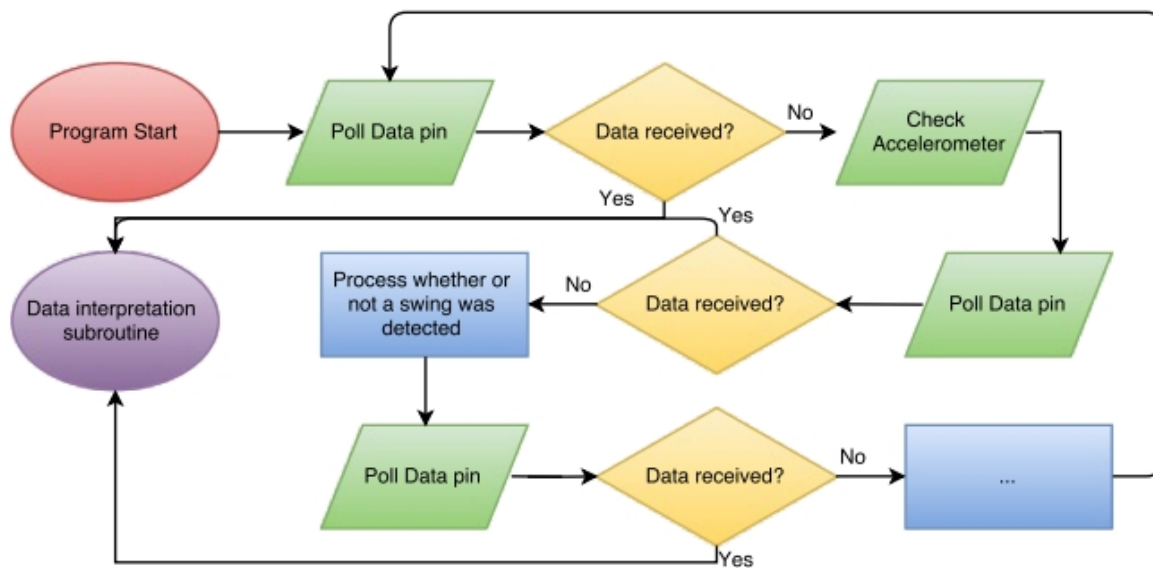 Program Start
Poll Data pin
Data received?
No
Check
Accelerometer
Yes
Yes
Data interpretation
subroutine
Process whether or
not a swing was
detected
No
Data received?
Poll Data pin
Poll Data pin
Data received?
No
...
Yes